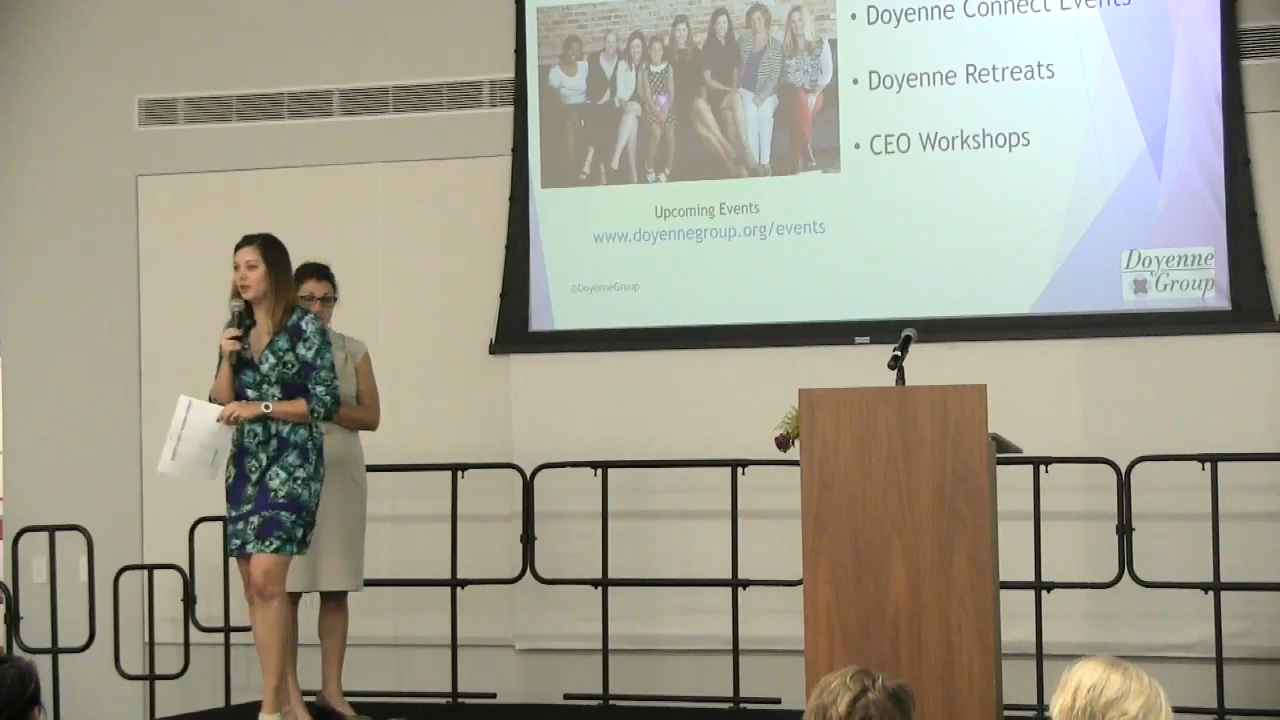 • Doyenne Connect Events
• Doyenne Retreats
• CEO Workshops
Upcoming Events
www.doyennegroup.org/events
@DoyenneGroup
Doyenne
Group